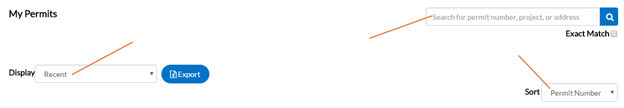 My Permits
Search for permit number, project, or address
Exact Match
Display Recent Export
Sort Permit Number